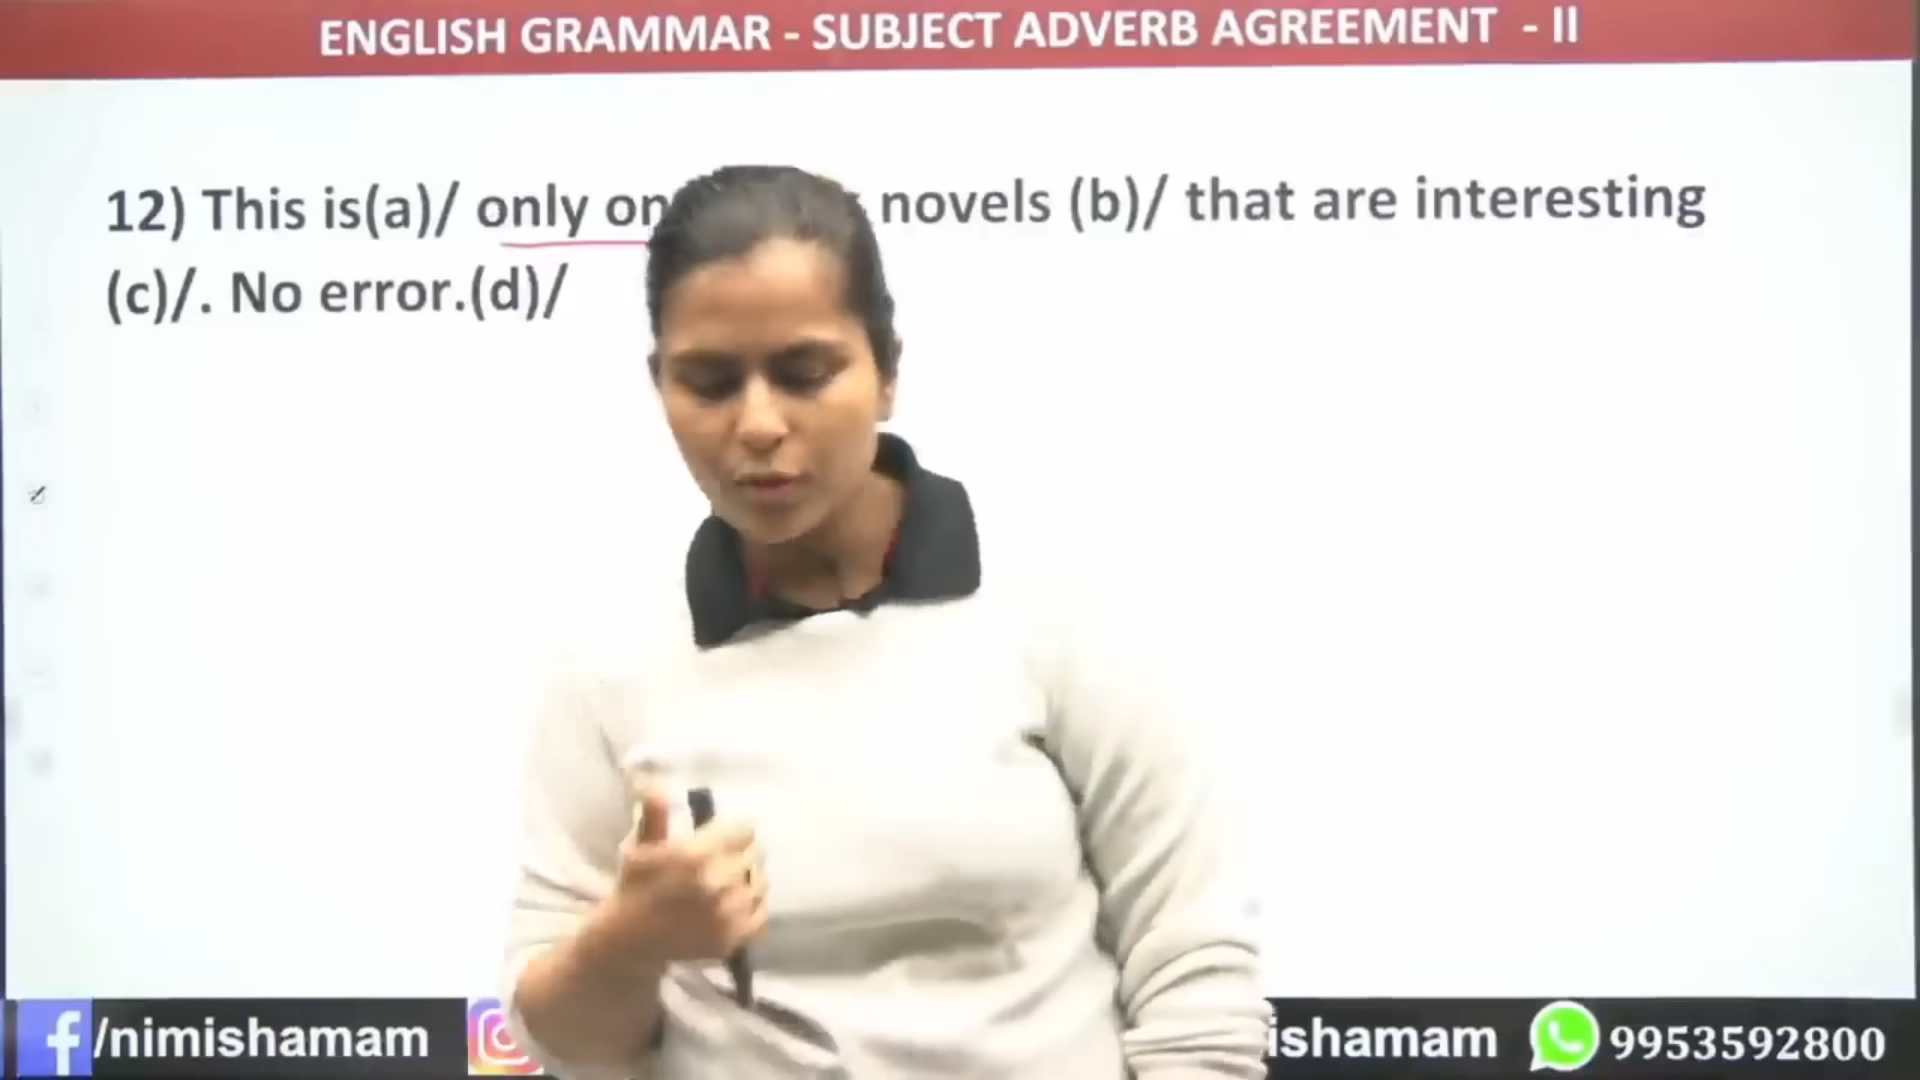 ENGLISH GRAMMAR - SUBJECT ADVERB AGREEMENT - II
12) This is(a)/ only novels (b)/ that are interesting
(c)/. No error.(d)/
/nimishamam
ishamam
9953592800